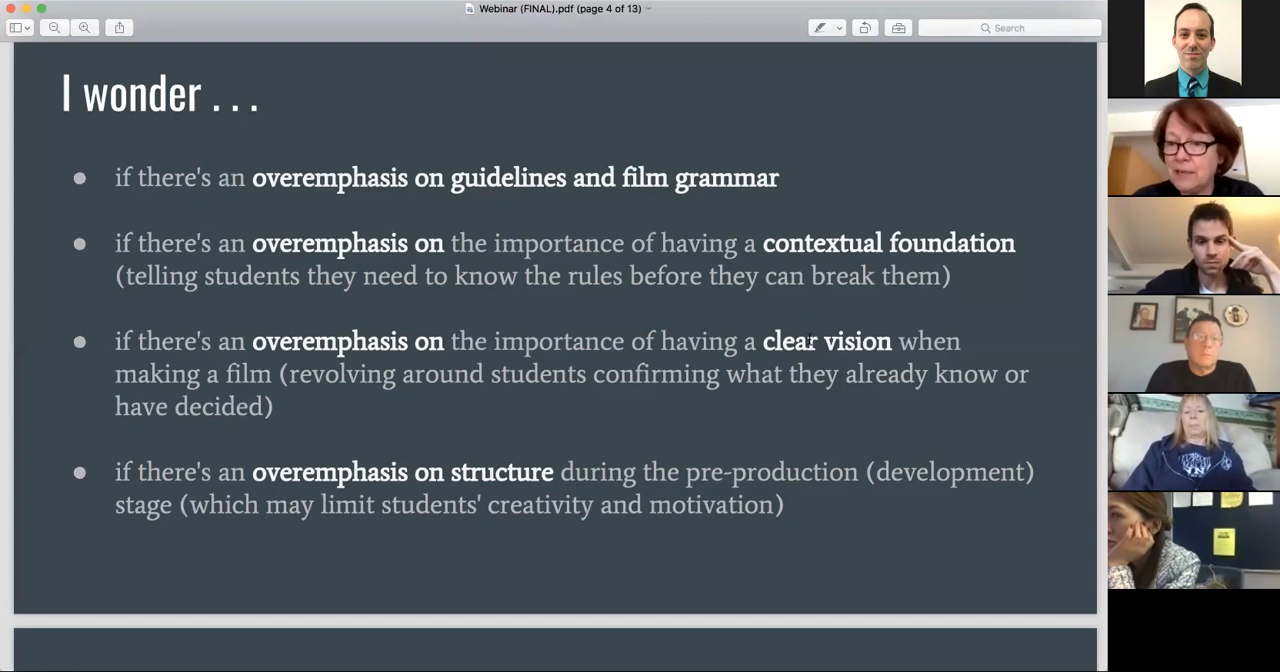 Webinar (FINAL).pdf (page 4 of 13)
Search
I wonder . . .
● if there's an overemphasis on guidelines and film grammar
● if there's an overemphasis on the importance of having a contextual foundation
(telling students they need to know the rules before they can break them)
● if there's an overemphasis on the importance of having a clear vision when
making a film (revolving around students confirming what they already know or
have decided)
● if there's an overemphasis on structure during the pre-production (development)
stage (which may limit students' creativity and motivation)